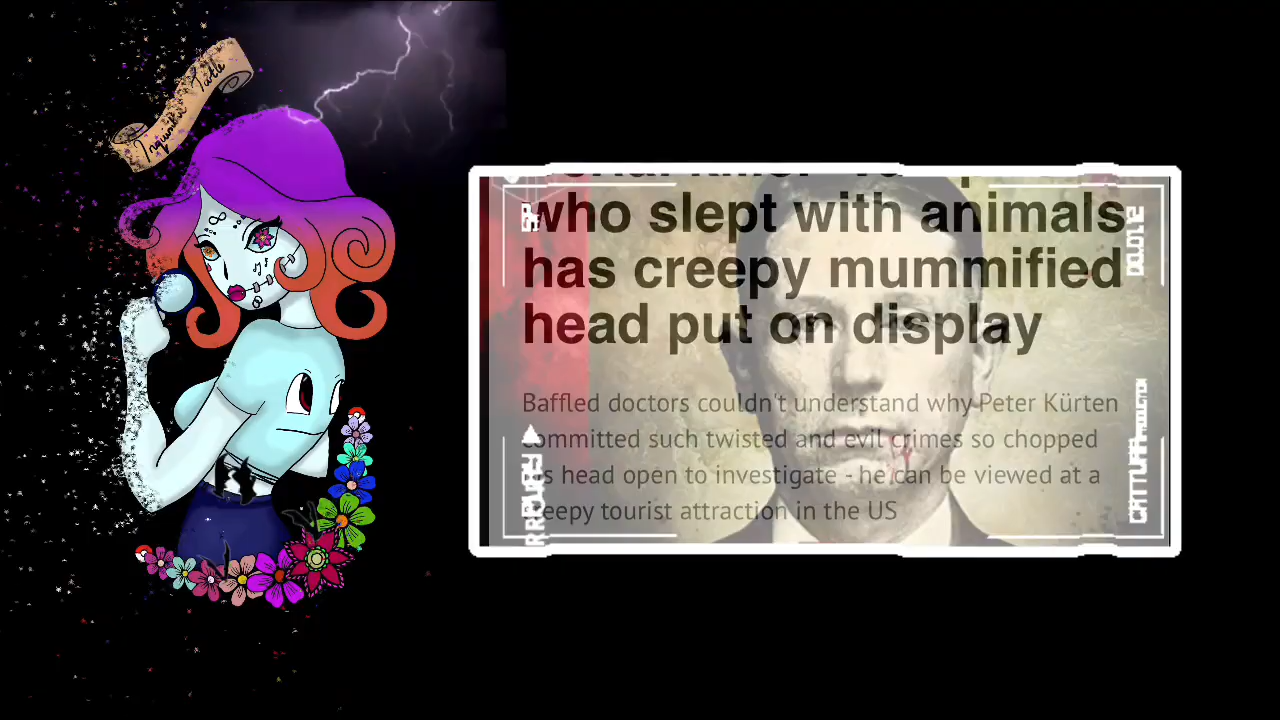 Inquisitive Tattle
who slept with animals
has creepy mummified
head put on display
Baffled doctors couldn't understand why Peter Kürten
committed such twisted and evil crimes so chopped
his head open to investigate - he can be viewed at a
creepy tourist attraction in the US